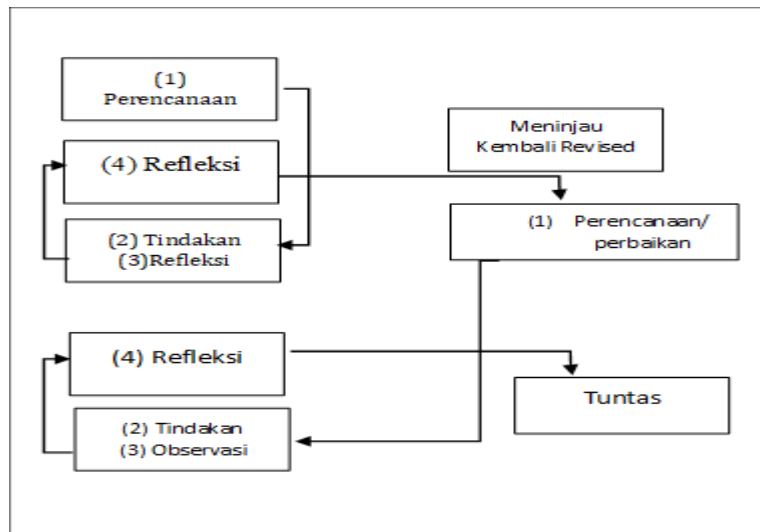 (1)
Perencanaan
(4) Refleksi
(2) Tindakan
(3)Refleksi
Meninjau
Kembali Revised
(1) Perencanaan/
perbaikan
(4) Refleksi
(2) Tindakan
(3) Observasi
Tuntas